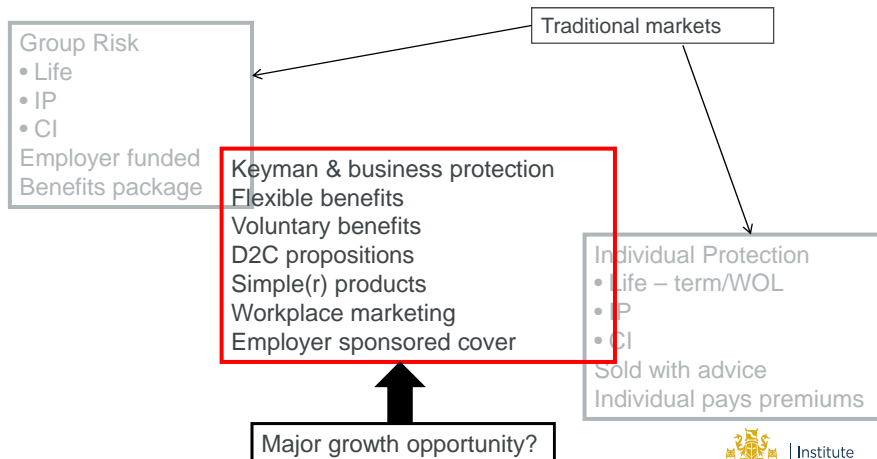 Traditional markets
Group Risk
• Life
• IP
• CI
Employer funded
Benefits package
Keyman & business protection
Flexible benefits
Voluntary benefits
D2C propositions
Simple(r) products
Workplace marketing
Employer sponsored cover
Individual Protection
• Life – term/WOL
• IP
• CI
Sold with advice
Individual pays premiums
Major growth opportunity?
Institute